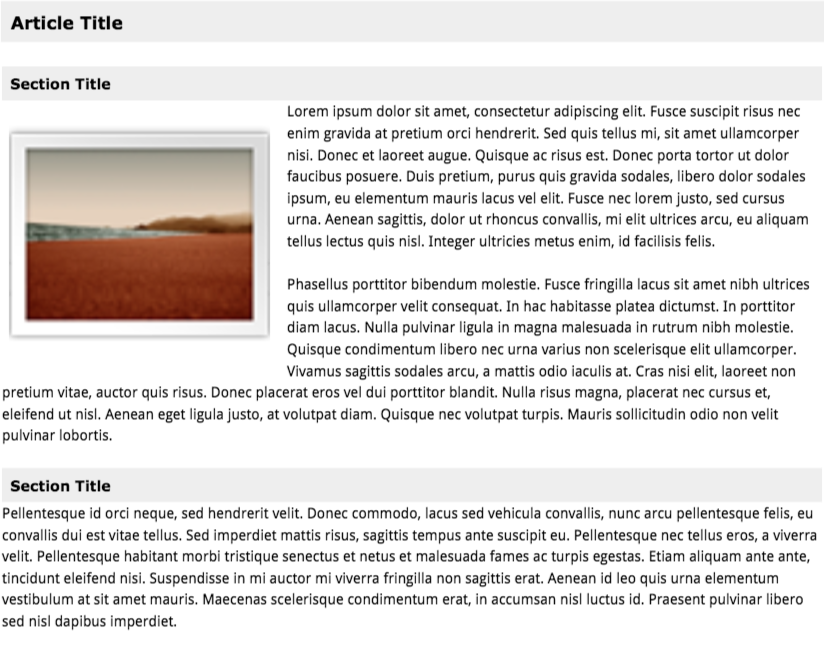 Article Title
Section Title
Lorem ipsum dolor sit amet, consectetur adipiscing elit. Fusce suscipit risus nec
enim gravida at pretium orci hendrerit. Sed quis tellus mi, sit amet ullamcorper
nisi. Donec et laoreet augue. Quisque ac risus est. Donec porta tortor ut dolor
faucibus posuere. Duis pretium, purus quis gravida sodales, libero dolor sodales
ipsum, eu elementum mauris lacus vel elit. Fusce nec lorem justo, sed cursus
urna. Aenean sagittis, dolor ut rhoncus convallis, mi elit ultrices arcu, eu aliquam
tellus lectus quis nisl. Integer ultricies metus enim, id facilisis felis.
Phasellus porttitor bibendum molestie. Fusce fringilla lacus sit amet nibh ultrices
quis ullamcorper velit consequat. In hac habitasse platea dictumst. In porttitor
diam lacus. Nulla pulvinar ligula in magna malesuada in rutrum nibh molestie.
Quisque condimentum libero nec urna varius non scelerisque elit ullamcorper.
Vivamus sagittis sodales arcu, a mattis odio iaculis at. Cras nisi elit, laoreet non
pretium vitae, auctor quis risus. Donec placerat eros vel dui porttitor blandit. Nulla risus magna, placerat nec cursus et,
eleifend ut nisl. Aenean eget ligula justo, at volutpat diam. Quisque nec volutpat turpis. Mauris sollicitudin odio non velit
pulvinar lobortis.
Section Title
Pellentesque id orci neque, sed hendrerit velit. Donec commodo, lacus sed vehicula convallis, nunc arcu pellentesque felis, eu
convallis dui est vitae tellus. Sed imperdiet mattis risus, sagittis tempus ante suscipit eu. Pellentesque nec tellus eros, a viverra
velit. Pellentesque habitant morbi tristique senectus et netus et malesuada fames ac turpis egestas. Etiam aliquam ante ante,
tincidunt eleifend nisi. Suspendisse in mi auctor mi viverra fringilla non sagittis erat. Aenean id leo quis urna elementum
vestibulum at sit amet mauris. Maecenas scelerisque condimentum erat, in accumsan nisl luctus id. Praesent pulvinar libero
sed nisl dapibus imperdiet.